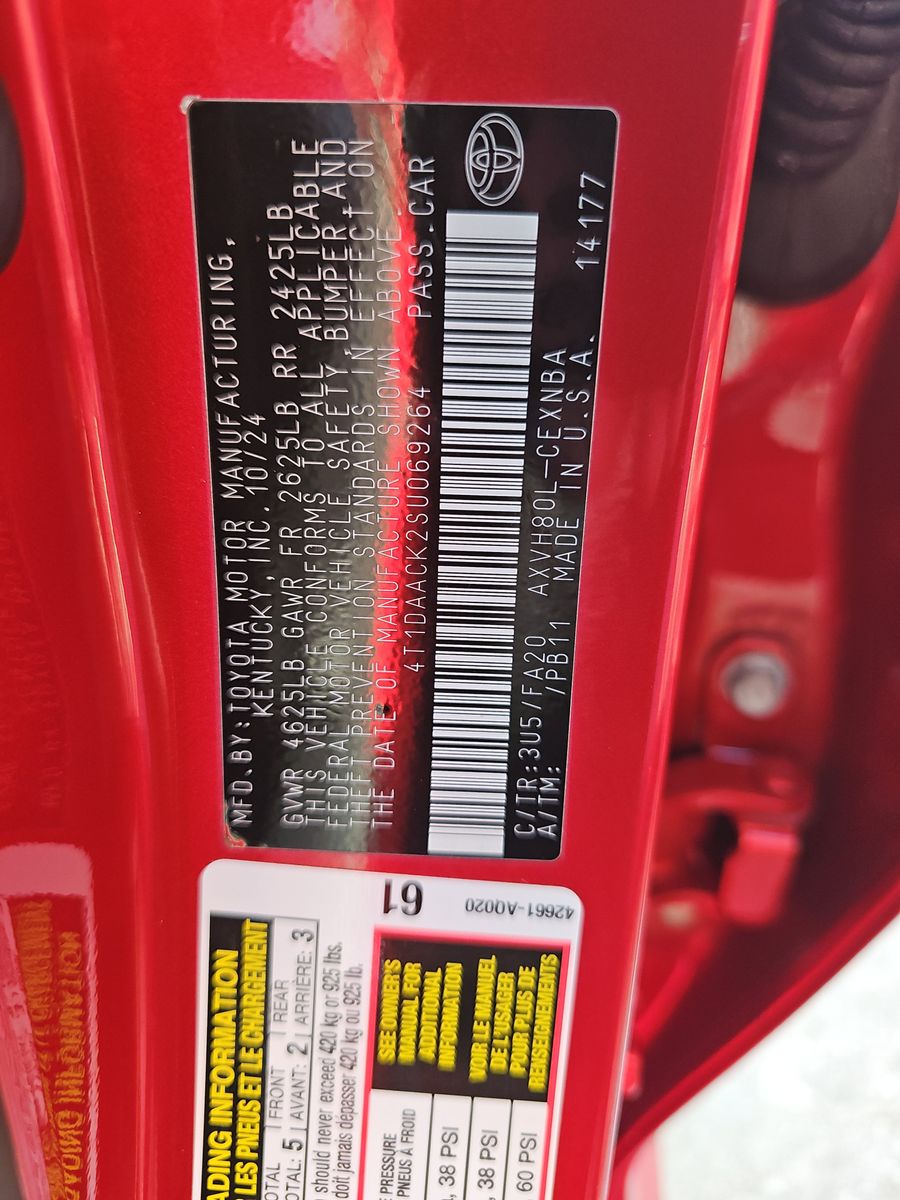 MFD.BY:TOYOTA MOTOR MANUFACTURING,
KENTUCKY, INC. 10/24
GVWR 4625LB GAWR FR 2625LB RR 2425LB
THIS VEHICLE CONFORMS TO ALL APPLICABLE
FEDERAL MOTOR VEHICLE SAFETY, BUMPER, AND
THEFT PREVENTION STANDARDS IN EFFECT ON
THE DATE OF MANUFACTURE SHOWN ABOVE.
4T1DAACK2SU069264 PASS.CAR
C/TR:3U5/FA20 AXVH80L-CEXNBA
A/TM: /PB11 MADE IN U.S.A. 14177
61
42661-AQ020
ADING INFORMATION
LES PNEUS ET LE CHARGEMENT
OTAL FRONT REAR
OTAL: 5 AVANT: 2 ARRIÈRE: 3
should never exceed 420 kg or 925 lbs.
doit jamais dépasser 420 kg ou 925 lb.
PRESSURE
PNEUS À FROID
38 PSI
38 PSI
60 PSI
SEE OWNER'S
MANUAL FOR
ADDITIONAL
INFORMATION
VOIR LE MANUEL
DE L'USAGER
POUR PLUS DE
RENSEIGNEMENTS